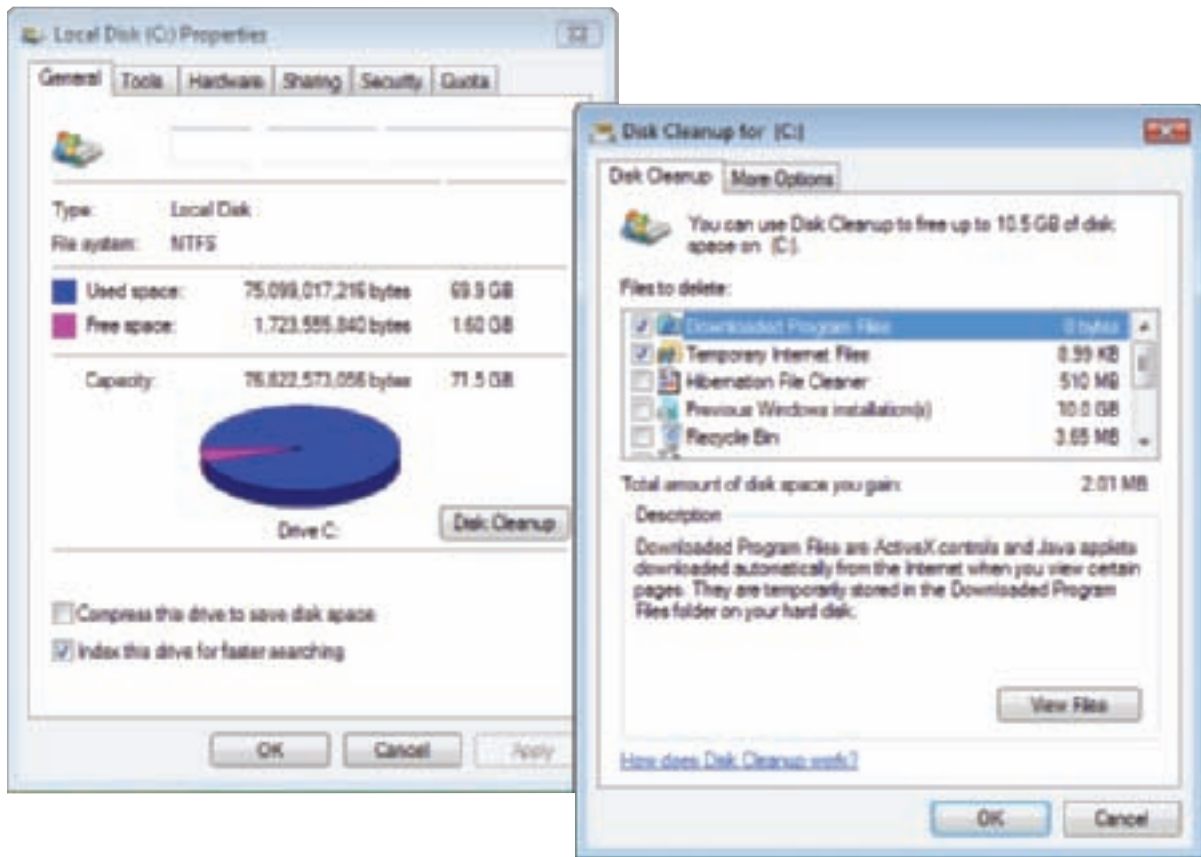 Local Disk (C:) Properties
General Tools Hardware Sharing Security Quota
Type: Local Disk
File system: NTFS
Used space: 75,099,017,216 bytes 69.9 GB
Free space: 1,723,555,840 bytes 1.60 GB
Capacity: 76,822,573,056 bytes 71.5 GB
Drive C:
Disk Cleanup
Compress this drive to save disk space
Index this drive for faster searching
OK Cancel Apply
Disk Cleanup for (C:)
Disk Cleanup More Options
You can use Disk Cleanup to free up to 10.5 GB of disk
space on (C:).
Files to delete:
Downloaded Program Files 0 bytes
Temporary Internet Files 8.99 KB
Hibernation File Cleaner 510 MB
Previous Windows installation(s) 10.0 GB
Recycle Bin 3.65 MB
Total amount of disk space you gain: 2.01 MB
Description
Downloaded Program Files are ActiveX controls and Java applets
downloaded automatically from the Internet when you view certain
pages. They are temporarily stored in the Downloaded Program
Files folder on your hard disk.
View Files
How does Disk Cleanup work?
OK Cancel